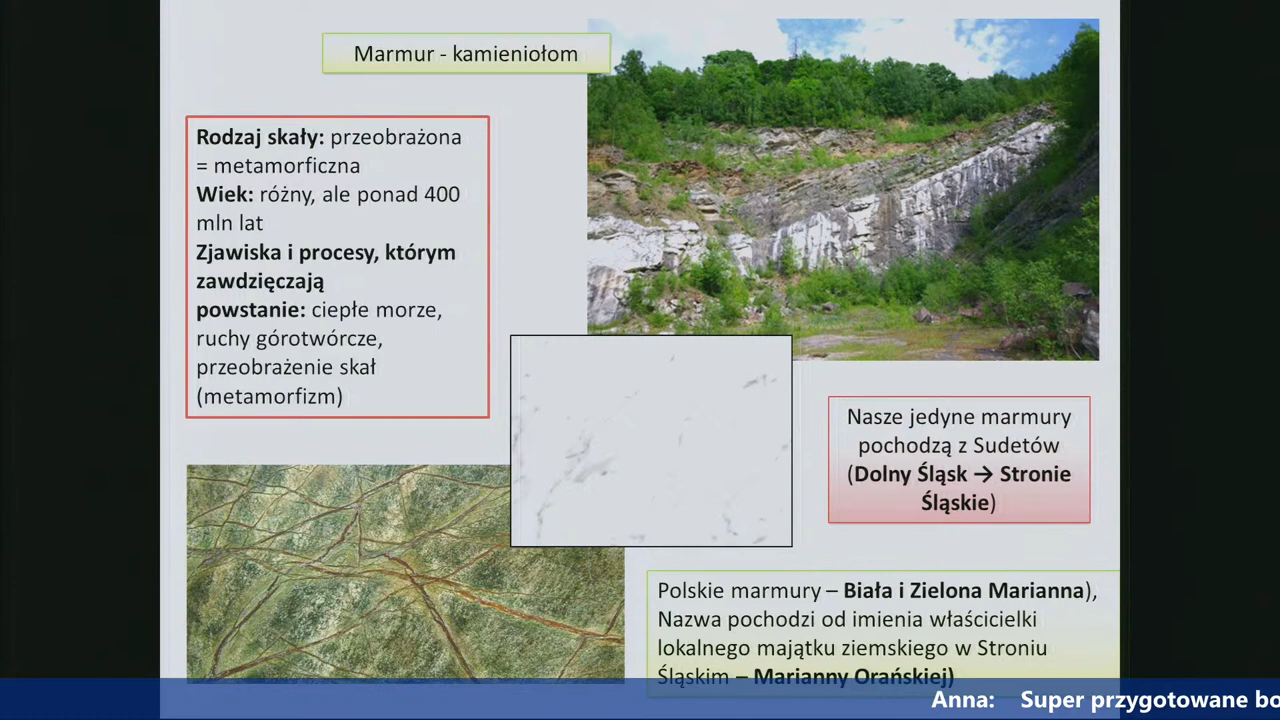 Marmur - kamieniołom
Rodzaj skały: przeobrażona
= metamorficzna
Wiek: różny, ale ponad 400
mln lat
Zjawiska i procesy, którym
zawdzięczają
powstanie: ciepłe morze,
ruchy górotwórcze,
przeobrażenie skał
(metamorfizm)
Nasze jedyne marmury
pochodzą z Sudetów
(Dolny Śląsk → Stronie
Śląskie)
Polskie marmury – Biała i Zielona Marianna),
Nazwa pochodzi od imienia właścicielki
lokalnego majątku ziemskiego w Stroniu
Śląskim – Marianny Orańskiej)
Anna: Super przygotowane